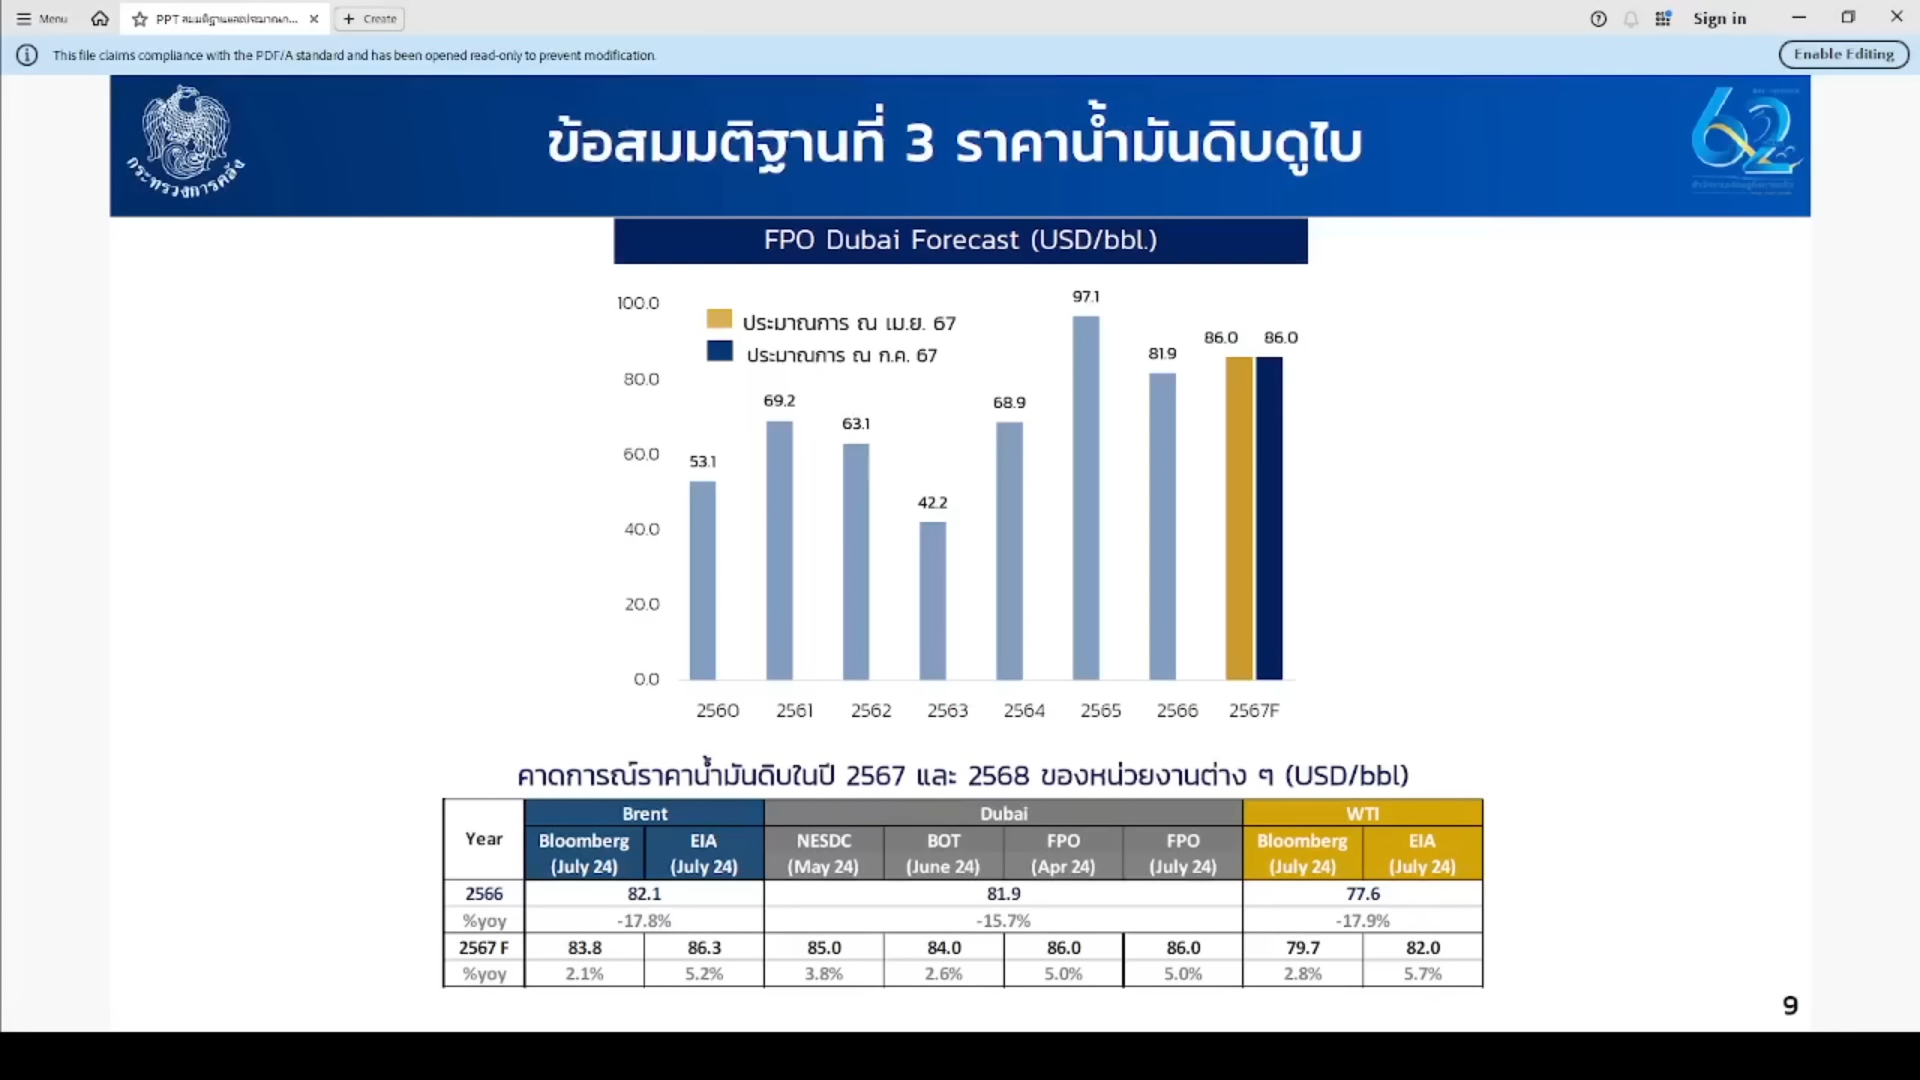 Menu
PPT สมมติฐานและประมาณก...
Create
Sign in
This file claims compliance with the PDF/A standard and has been opened read-only to prevent modification.
Enable Editing
กระทรวงการคลัง
ข้อสมมติฐานที่ 3 ราคาน้ำมันดิบดูไบ
62
FPO Dubai Forecast (USD/bbl.)
ประมาณการ ณ เม.ย. 67
ประมาณการ ณ ก.ค. 67
100.0
80.0
60.0
40.0
20.0
0.0
53.1
69.2
63.1
42.2
68.9
97.1
81.9
86.0 86.0
2560 2561 2562 2563 2564 2565 2566 2567F
คาดการณ์ราคาน้ำมันดิบในปี 2567 และ 2568 ของหน่วยงานต่าง ๆ (USD/bbl)
Year Brent Dubai WTI
Bloomberg EIA NESDC BOT FPO FPO Bloomberg EIA
(July 24) (July 24) (May 24) (June 24) (Apr 24) (July 24) (July 24) (July 24)
2566 82.1 81.9 77.6
%yoy -17.8% -15.7% -17.9%
2567 F 83.8 86.3 85.0 84.0 86.0 86.0 79.7 82.0
%yoy 2.1% 5.2% 3.8% 2.6% 5.0% 5.0% 2.8% 5.7%
9